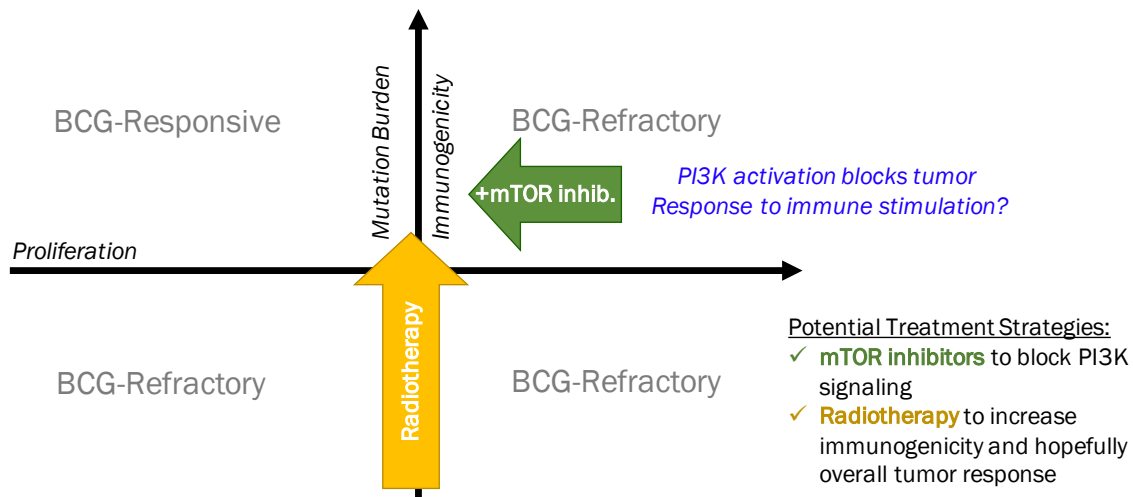 BCG-Responsive
Mutation Burden
Immunogenicity
BCG-Refractory
+mTOR inhib.
PI3K activation blocks tumor
Response to immune stimulation?
Proliferation
Radiotherapy
BCG-Refractory
BCG-Refractory
Potential Treatment Strategies:
✓ mTOR inhibitors to block PI3K
signaling
✓ Radiotherapy to increase
immunogenicity and hopefully
overall tumor response